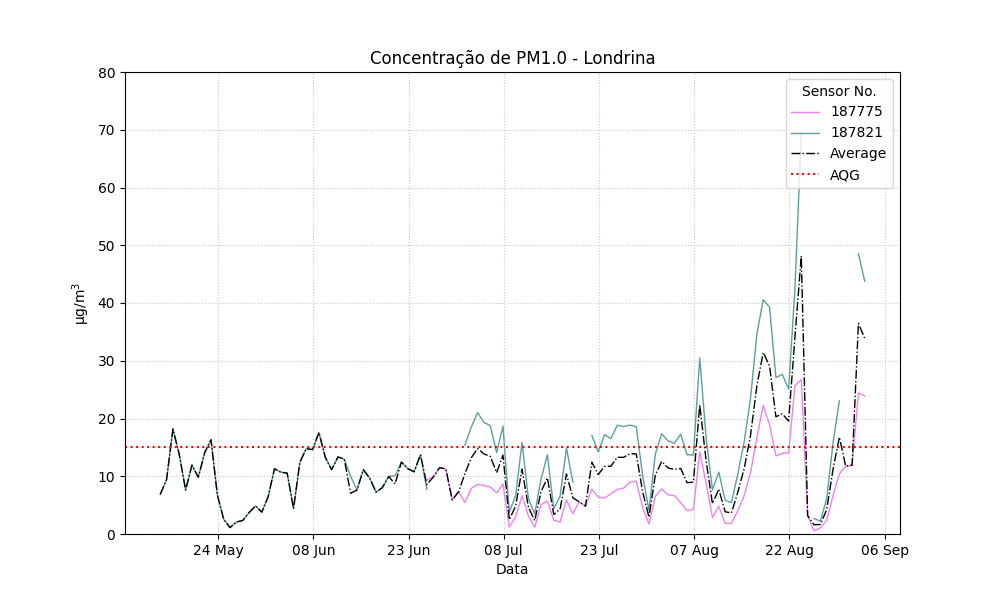 Concentração de PM1.0 - Londrina
80
70
60
50
40
30
20
10
0
µg/m³
Sensor No.
187775
187821
Average
AQG
24 May
08 Jun
23 Jun
08 Jul
23 Jul
07 Aug
22 Aug
06 Sep
Data